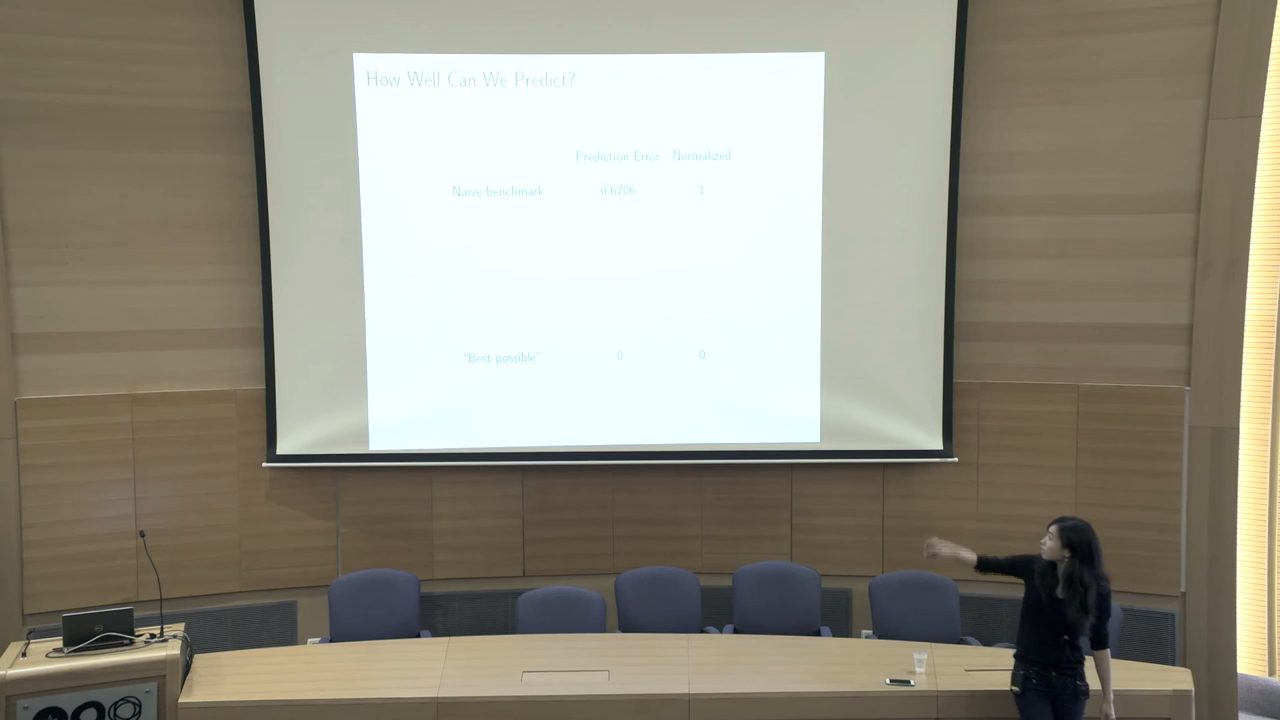 How Well Can We Predict?
Prediction Error Normalized
Naive benchmark 0.6706 1
"Best possible" 0 0